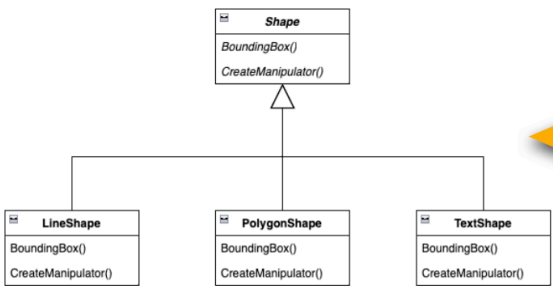 Shape
BoundingBox()
CreateManipulator()
LineShape
BoundingBox()
CreateManipulator()
PolygonShape
BoundingBox()
CreateManipulator()
TextShape
BoundingBox()
CreateManipulator()